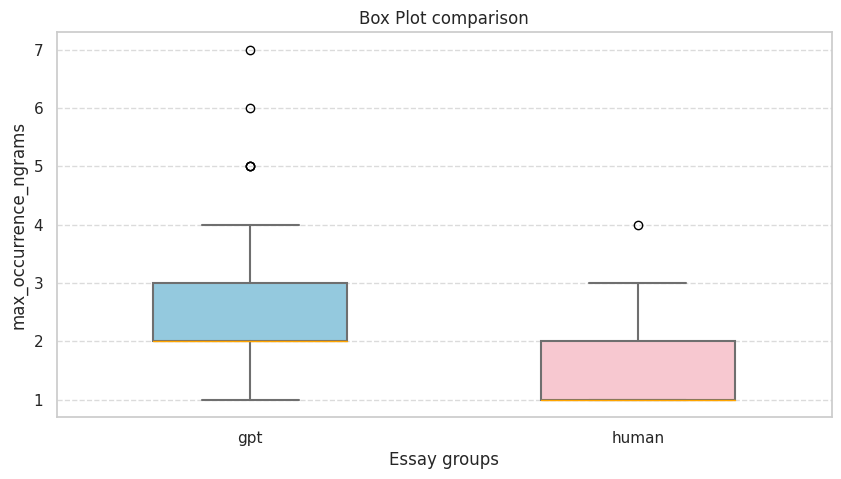 Box Plot comparison
7
6
5
4
3
2
1
max_occurrence_ngrams
gpt
human
Essay groups